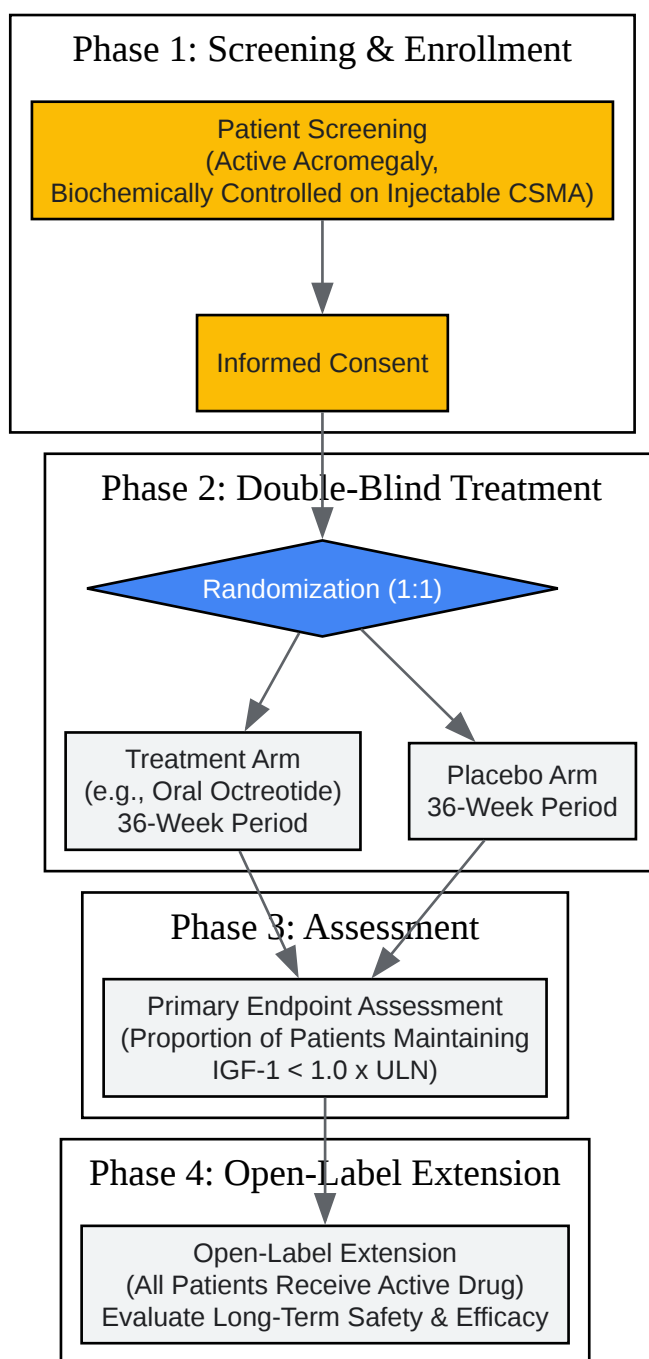 Phase 1: Screening & Enrollment
Patient Screening
(Active Acromegaly,
Biochemically Controlled on Injectable CSMA)
Informed Consent
Phase 2: Double-Blind Treatment
Randomization (1:1)
Treatment Arm
(e.g., Oral Octreotide)
36-Week Period
Placebo Arm
36-Week Period
Phase 3: Assessment
Primary Endpoint Assessment
(Proportion of Patients Maintaining
IGF-1 < 1.0 x ULN)
Phase 4: Open-Label Extension
Open-Label Extension
(All Patients Receive Active Drug)
Evaluate Long-Term Safety & Efficacy